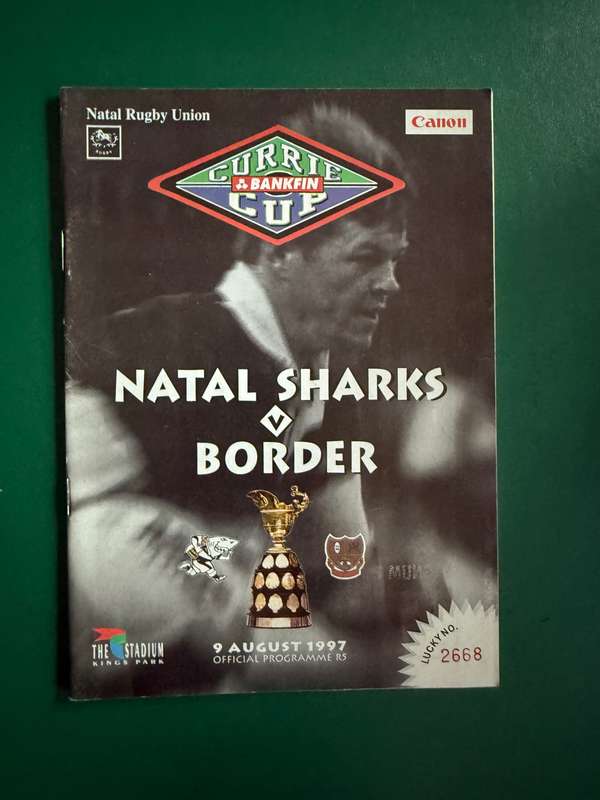 Natal Rugby Union
RUGBY
Canon
CURRIE
BANKFIN
CUP
NATAL SHARKS
V
BORDER
THE STADIUM
KINGS PARK
9 AUGUST 1997
OFFICIAL PROGRAMME R5
LUCKY NO.
2668